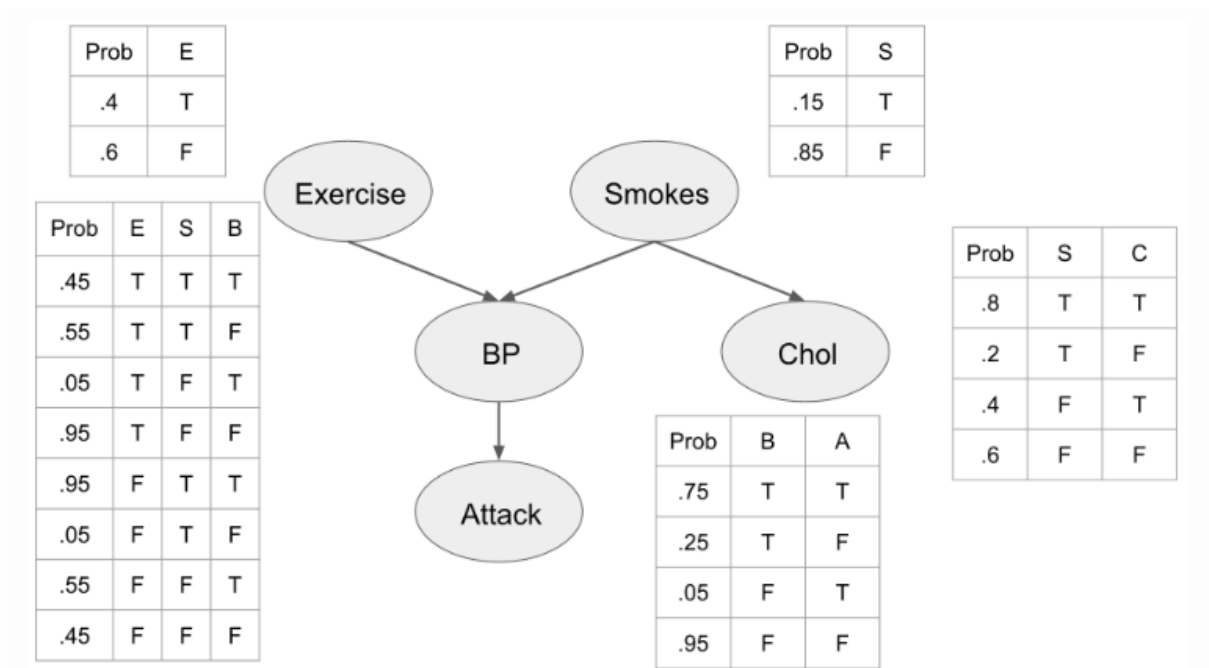 Prob E
.4 T
.6 F
Prob S
.15 T
.85 F
Exercise
Smokes
Prob E S B
.45 T T T
.55 T T F
.05 T F T
.95 T F F
.95 F T T
.05 F T F
.55 F F T
.45 F F F
BP
Chol
Prob S C
.8 T T
.2 T F
.4 F T
.6 F F
Attack
Prob B A
.75 T T
.25 T F
.05 F T
.95 F F